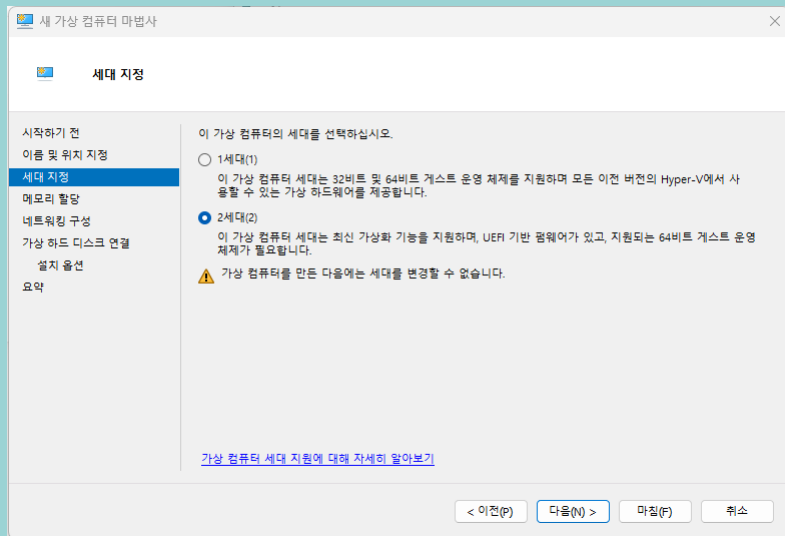 새 가상 컴퓨터 마법사
세대 지정
시작하기 전
이름 및 위치 지정
세대 지정
메모리 할당
네트워킹 구성
가상 하드 디스크 연결
설치 옵션
요약
이 가상 컴퓨터의 세대를 선택하십시오.
1세대(1)
이 가상 컴퓨터 세대는 32비트 및 64비트 게스트 운영 체제를 지원하며 모든 이전 버전의 Hyper-V에서 사
용할 수 있는 가상 하드웨어를 제공합니다.
2세대(2)
이 가상 컴퓨터 세대는 최신 가상화 기능을 지원하며, UEFI 기반 펌웨어가 있고, 지원되는 64비트 게스트 운영
체제가 필요합니다.
가상 컴퓨터를 만든 다음에는 세대를 변경할 수 없습니다.
가상 컴퓨터 세대 지원에 대해 자세히 알아보기
< 이전(P) 다음(N) > 마침(F) 취소